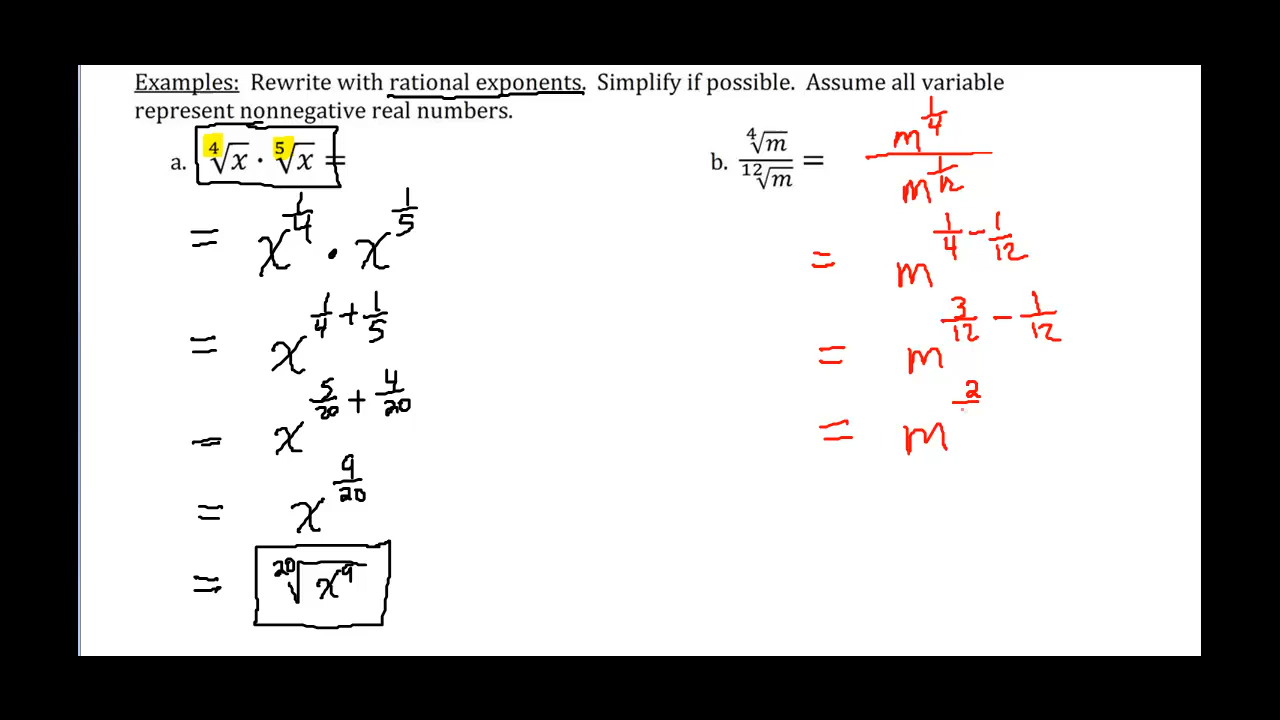 Examples: Rewrite with rational exponents. Simplify if possible. Assume all variable
represent nonnegative real numbers.
a. ⁴√x · ⁵√x =
= x^(1/4) · x^(1/5)
= x^(1/4 + 1/5)
= x^(5/20 + 4/20)
= x^(9/20)
= ²⁰√x⁹
b. ⁴√m / ¹²√m = m^(1/4) / m^(1/12)
= m^(1/4 − 1/12)
= m^(3/12 − 1/12)
= m^(2/